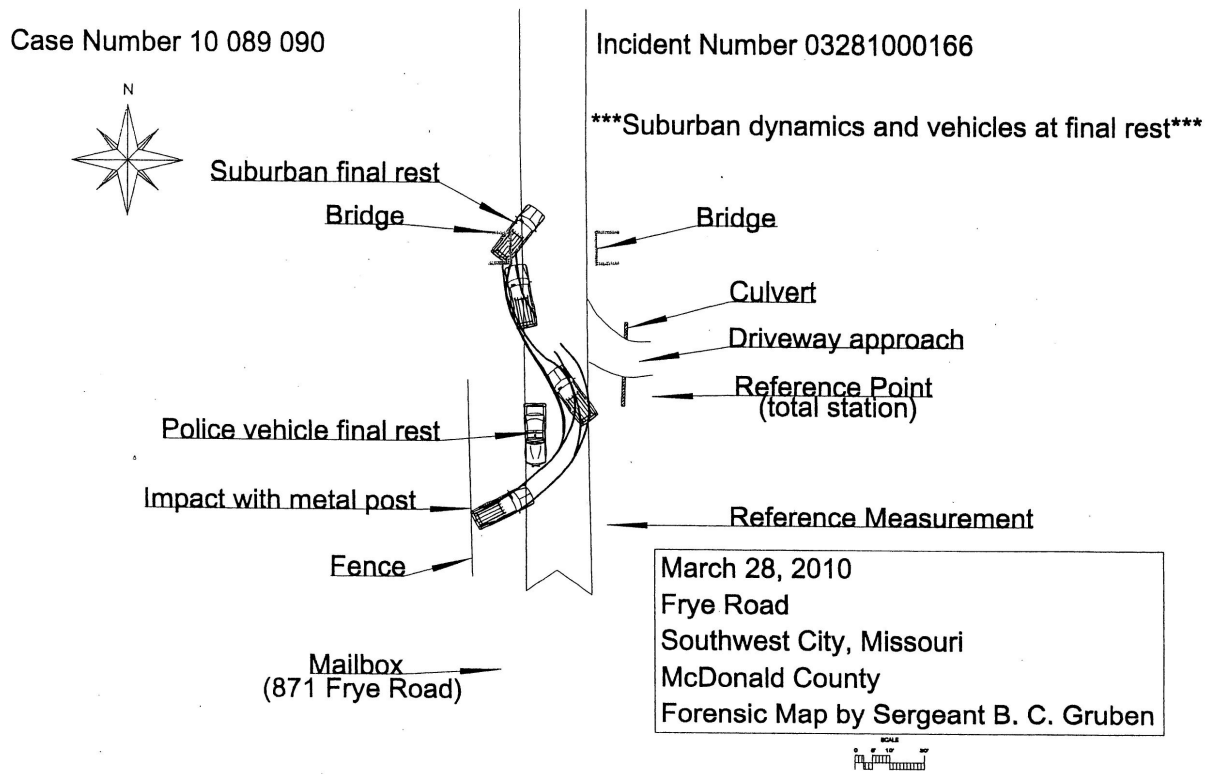 Case Number 10 089 090
Incident Number 03281000166
N
***Suburban dynamics and vehicles at final rest***
Suburban final rest
Bridge
Bridge
Culvert
Driveway approach
Reference Point
(total station)
Police vehicle final rest
Impact with metal post
Reference Measurement
Fence
March 28, 2010
Frye Road
Southwest City, Missouri
McDonald County
Forensic Map by Sergeant B. C. Gruben
Mailbox
(871 Frye Road)
SCALE
0 10'